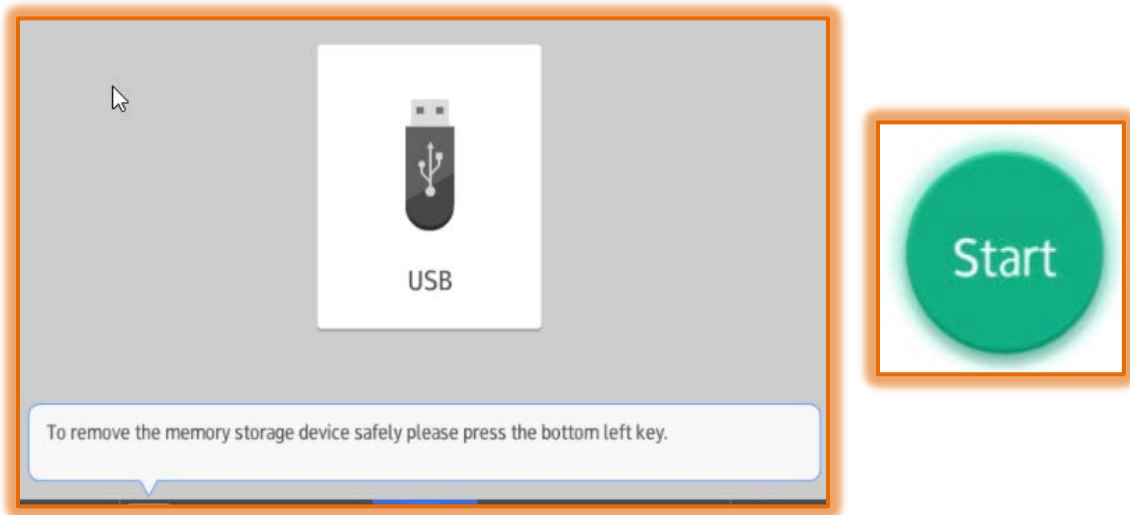 USB
Start
To remove the memory storage device safely please press the bottom left key.